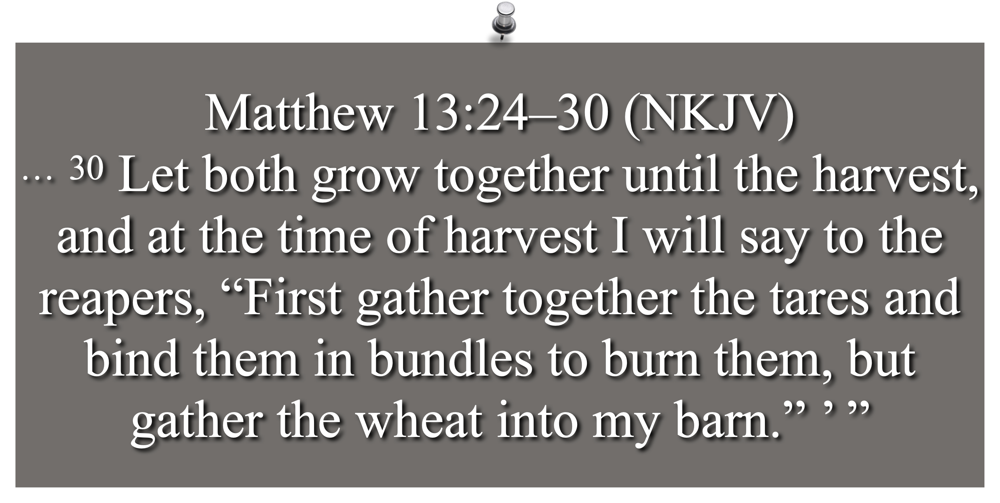 Matthew 13:24–30 (NKJV)
… 30 Let both grow together until the harvest,
and at the time of harvest I will say to the
reapers, “First gather together the tares and
bind them in bundles to burn them, but
gather the wheat into my barn.” ’ ”